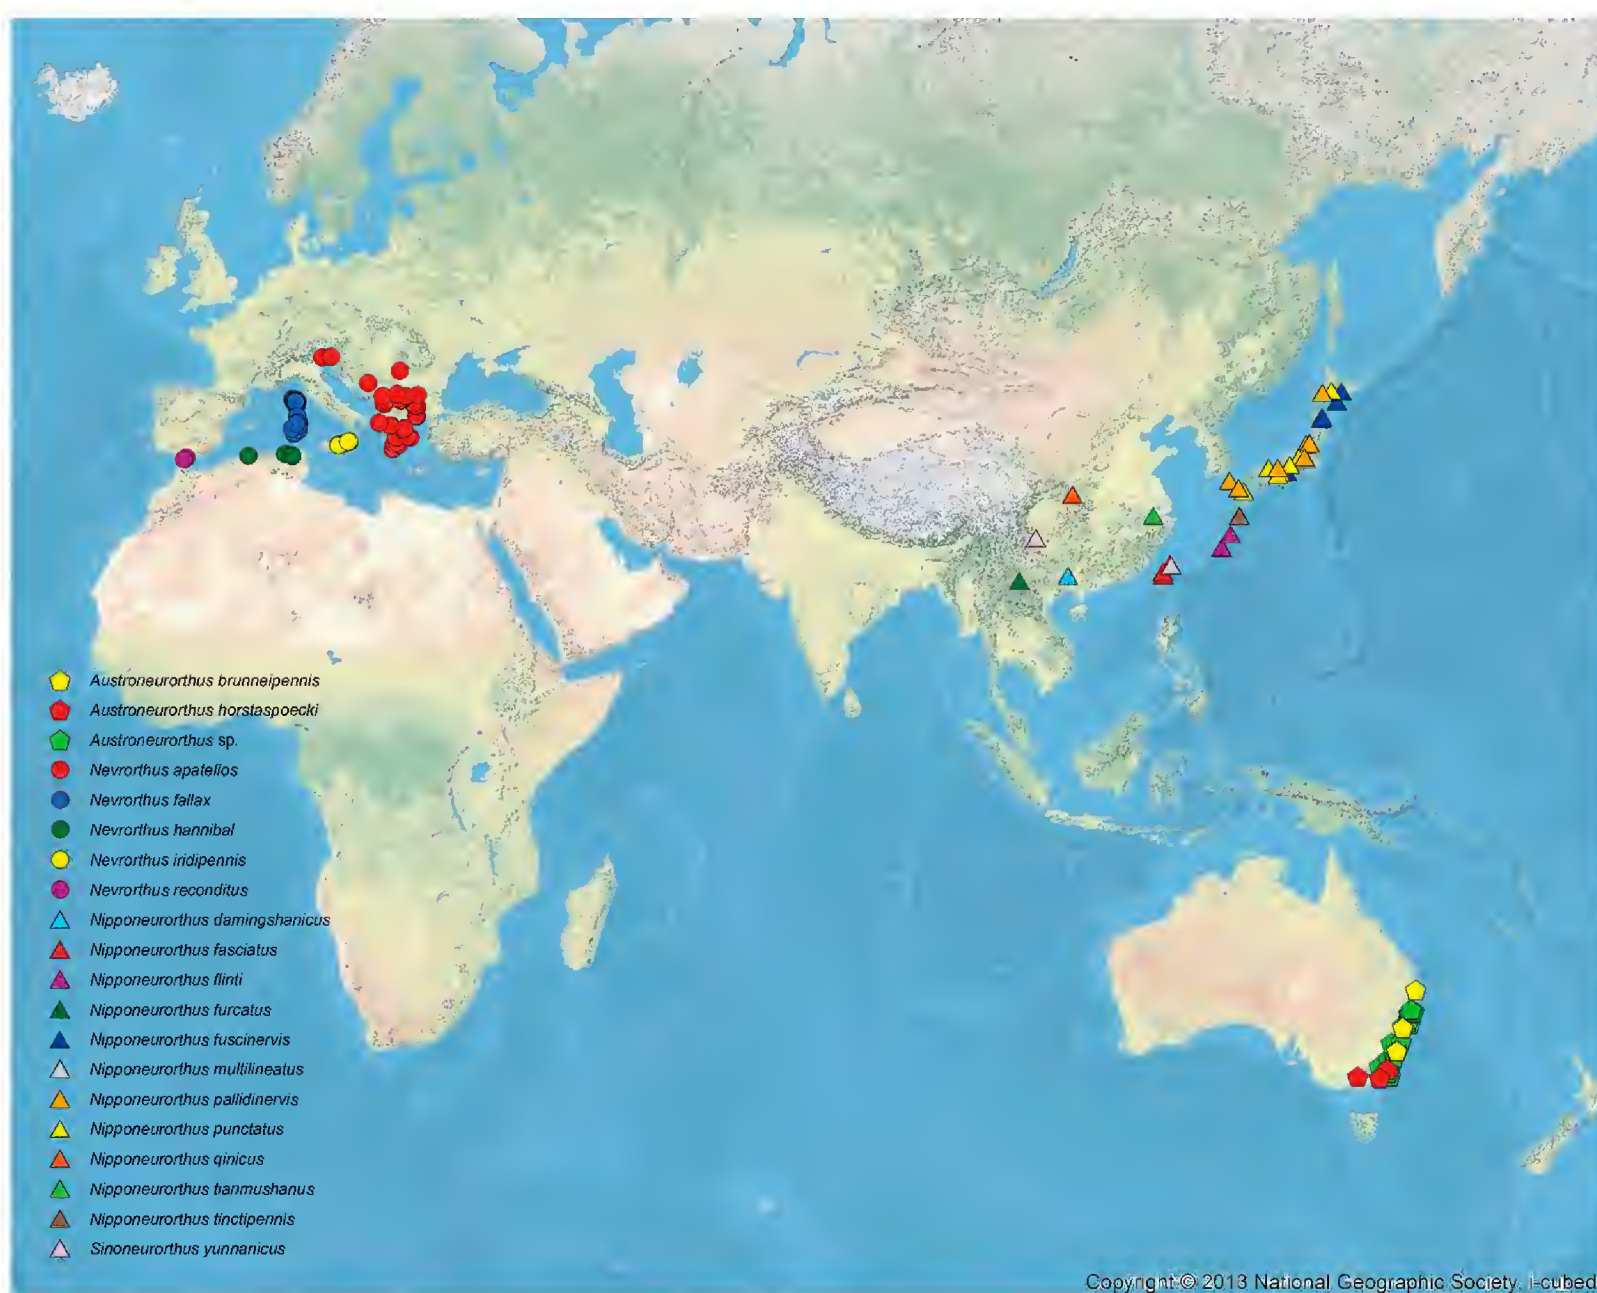 Austroneurorthus brunneipennis
Austroneurorthus horstaspoecki
Austroneurorthus sp.
Nevrorthus apatelios
Nevrorthus fallax
Nevrorthus hannibal
Nevrorthus iridipennis
Nevrorthus reconditus
Nipponeurorthus damingshanicus
Nipponeurorthus fasciatus
Nipponeurorthus flinti
Nipponeurorthus furcatus
Nipponeurorthus fuscinervis
Nipponeurorthus multilineatus
Nipponeurorthus pallidinervis
Nipponeurorthus punctatus
Nipponeurorthus qinicus
Nipponeurorthus tianmushanus
Nipponeurorthus tinctipennis
Sinoneurorthus yunnanicus
Copyright:© 2013 National Geographic Society, i-cubed